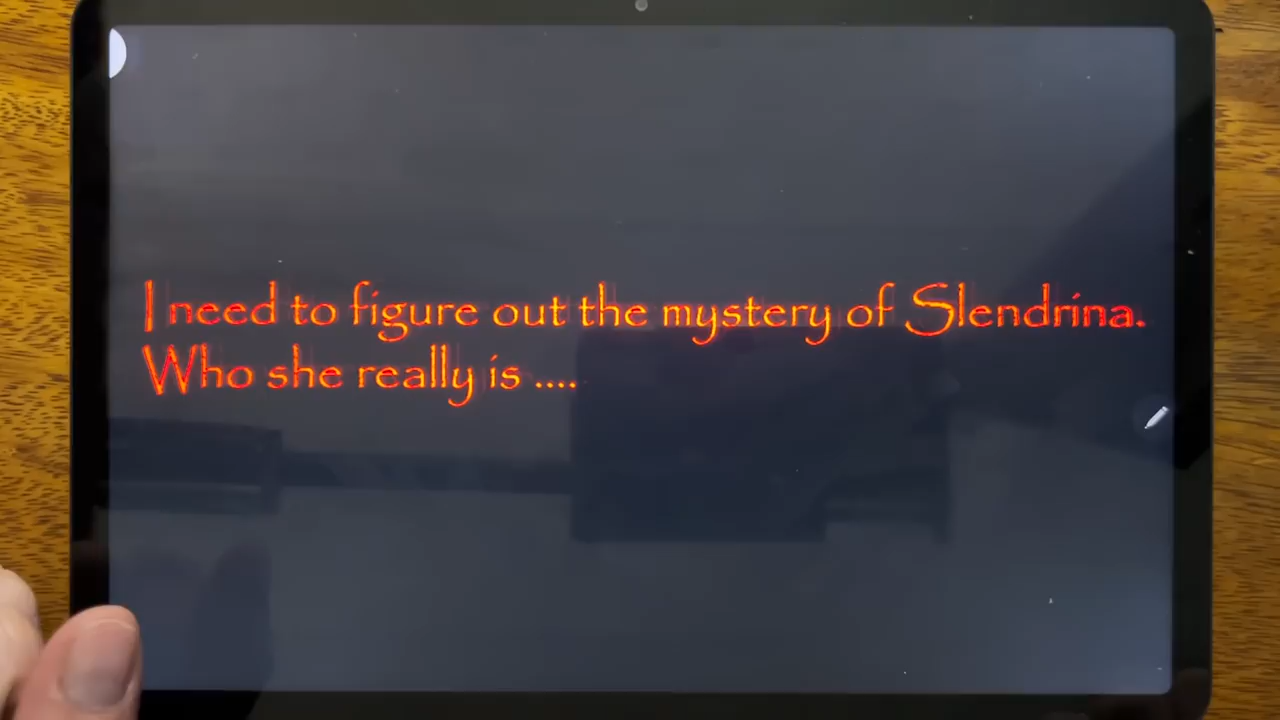 I need to figure out the mystery of Slendrina.
Who she really is ....